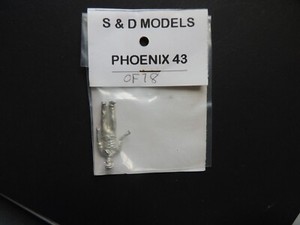 S & D MODELS
PHOENIX 43
OF78